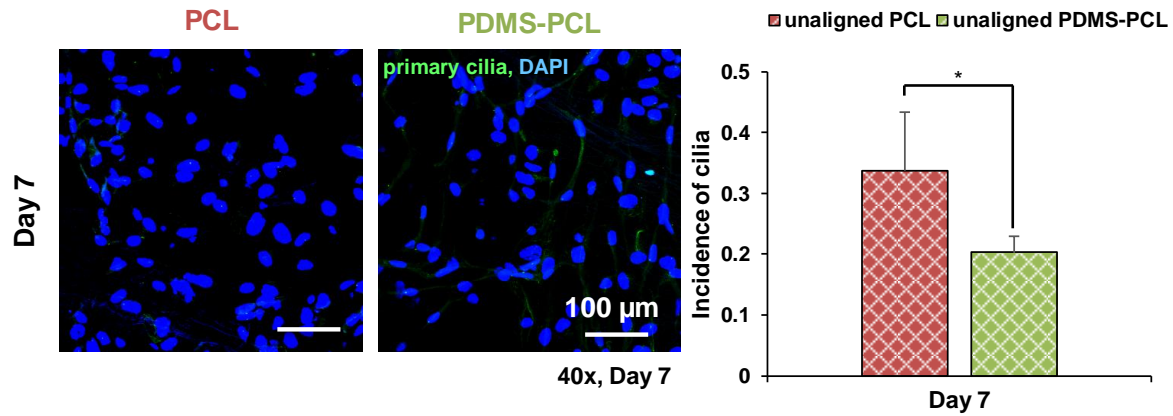 PCL
PDMS-PCL
Day 7
primary cilia, DAPI
100 µm
40x, Day 7
unaligned PCL
unaligned PDMS-PCL
Incidence of cilia
0.5
0.4
0.3
0.2
0.1
0
*
Day 7